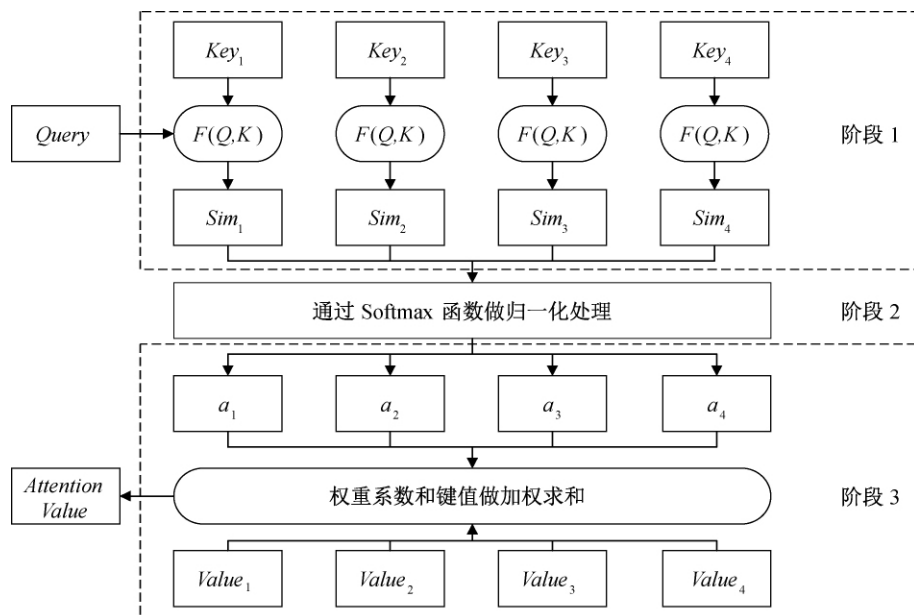 Key₁ Key₂ Key₃ Key₄
Query F(Q,K) F(Q,K) F(Q,K) F(Q,K) 阶段 1
Sim₁ Sim₂ Sim₃ Sim₄
通过 Softmax 函数做归一化处理 阶段 2
a₁ a₂ a₃ a₄
Attention
Value
权重系数和键值做加权求和 阶段 3
Value₁ Value₂ Value₃ Value₄